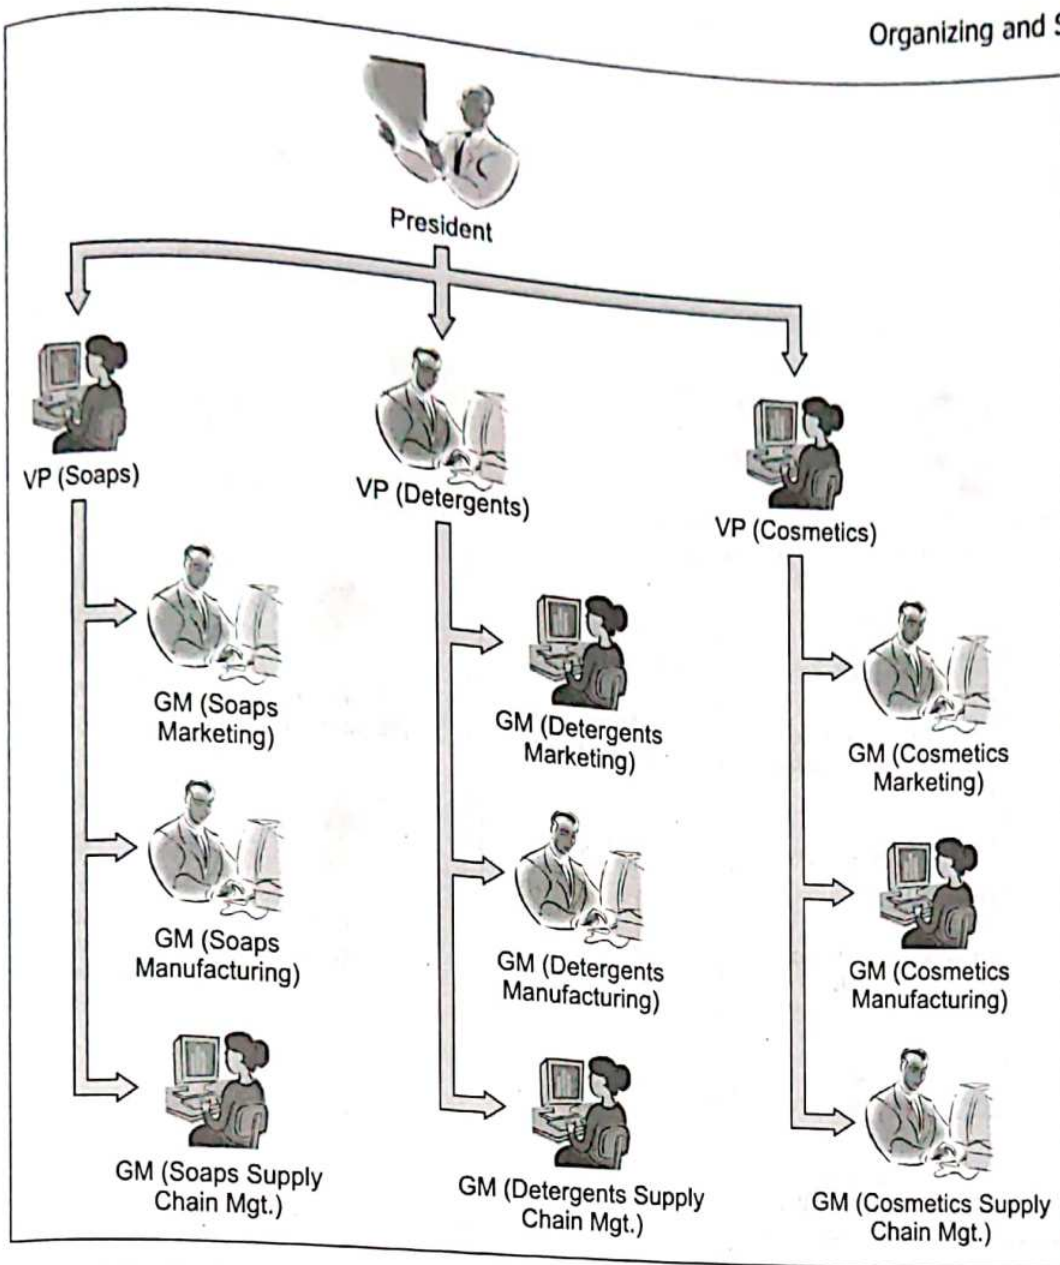 Organizing and S
President
VP (Soaps)
VP (Detergents)
VP (Cosmetics)
GM (Soaps
Marketing)
GM (Detergents
Marketing)
GM (Cosmetics
Marketing)
GM (Soaps
Manufacturing)
GM (Detergents
Manufacturing)
GM (Cosmetics
Manufacturing)
GM (Soaps Supply
Chain Mgt.)
GM (Detergents Supply
Chain Mgt.)
GM (Cosmetics Supply
Chain Mgt.)